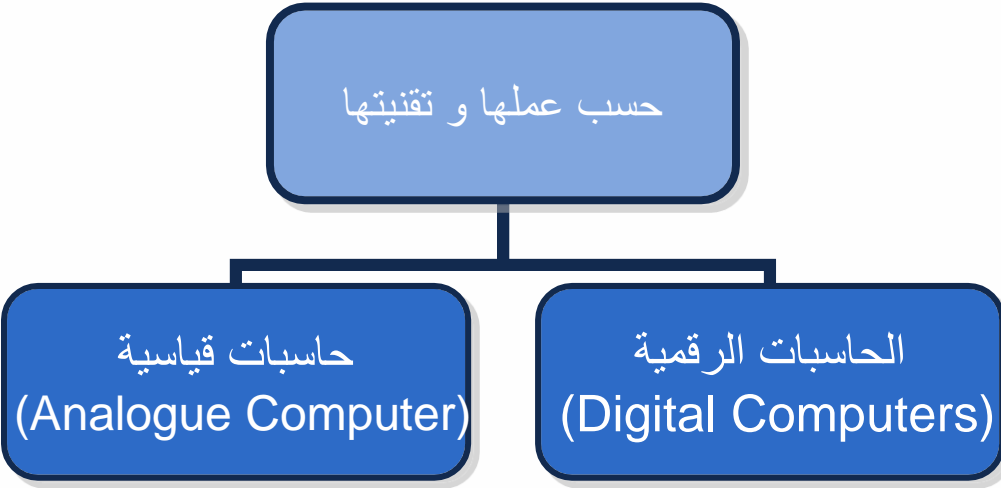 حسب عملها و تقنيتها
الحاسبات الرقمية
(Digital Computers)
حاسبات قياسية
(Analogue Computer)